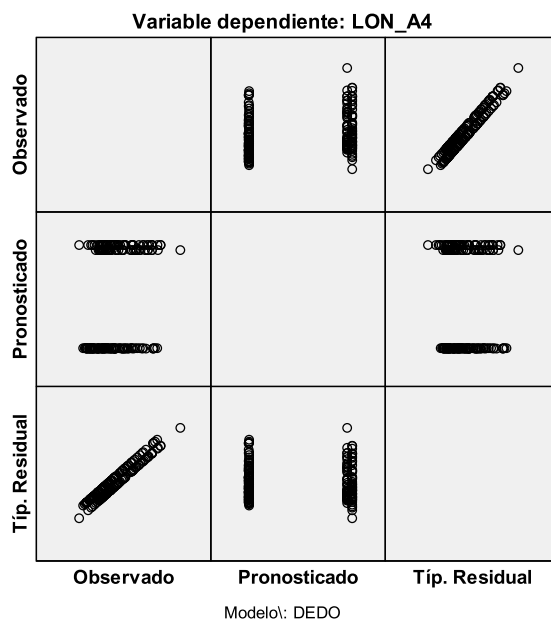 Variable dependiente: LON_A4
Observado
Pronosticado
Típ. Residual
Observado Pronosticado Típ. Residual
Modelo\: DEDO